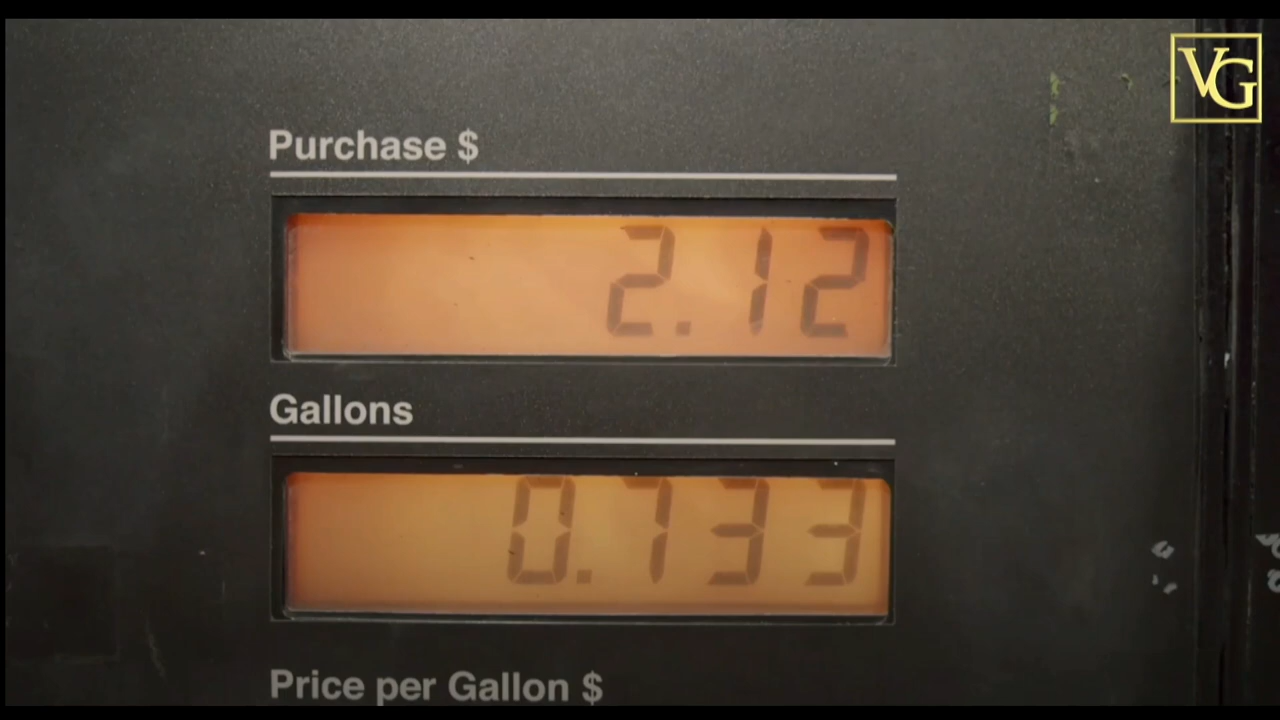 VG
Purchase $
2.12
Gallons
0.733
Price per Gallon $